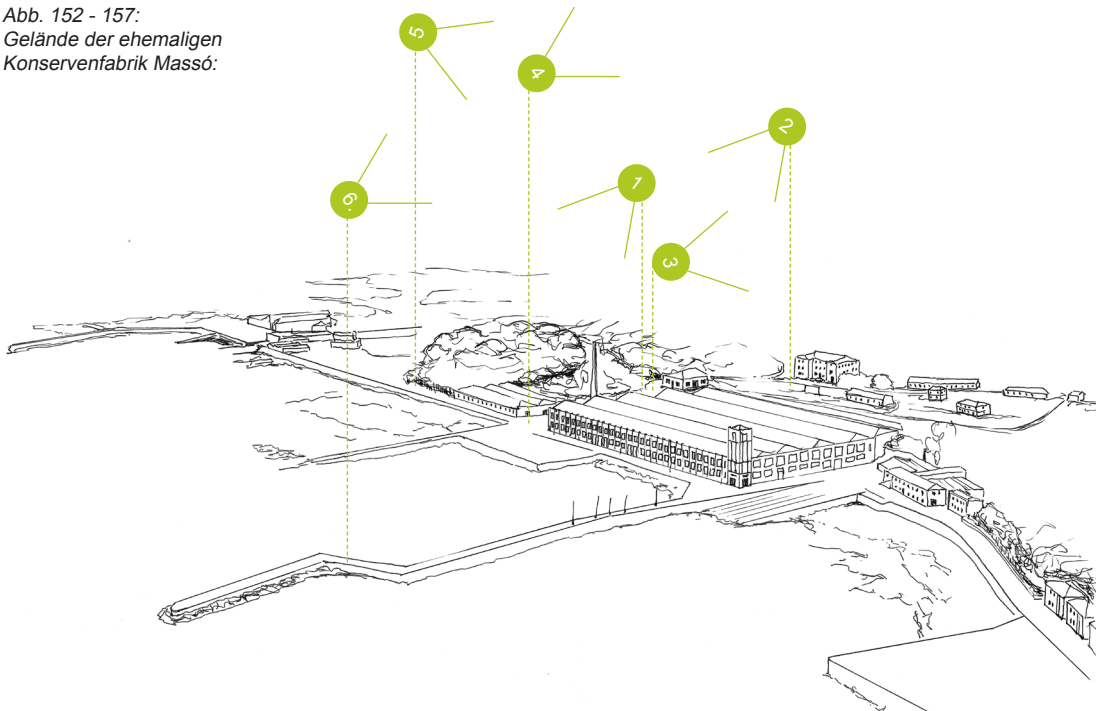 Abb. 152 - 157:
Gelände der ehemaligen
Konservenfabrik Massó:
5
4
2
1
6.
3